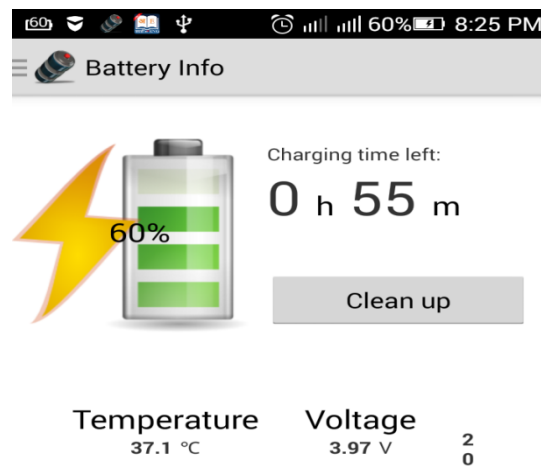 60 60% 8:25 PM
Battery Info
Charging time left:
0 h 55 m
60%
Clean up
Temperature Voltage
37.1 °C 3.97 V 2
0